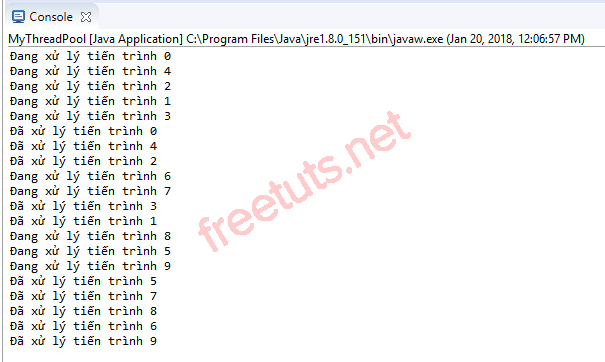 Console
MyThreadPool [Java Application] C:\Program Files\Java\jre1.8.0_151\bin\javaw.exe (Jan 20, 2018, 12:06:57 PM)
Đang xử lý tiến trình 0
Đang xử lý tiến trình 4
Đang xử lý tiến trình 2
Đang xử lý tiến trình 1
Đang xử lý tiến trình 3
Đã xử lý tiến trình 0
Đã xử lý tiến trình 4
Đã xử lý tiến trình 2
Đang xử lý tiến trình 6
Đang xử lý tiến trình 7
Đã xử lý tiến trình 3
Đã xử lý tiến trình 1
Đang xử lý tiến trình 8
Đang xử lý tiến trình 5
Đang xử lý tiến trình 9
Đã xử lý tiến trình 5
Đã xử lý tiến trình 7
Đã xử lý tiến trình 8
Đã xử lý tiến trình 6
Đã xử lý tiến trình 9
freetuts.net